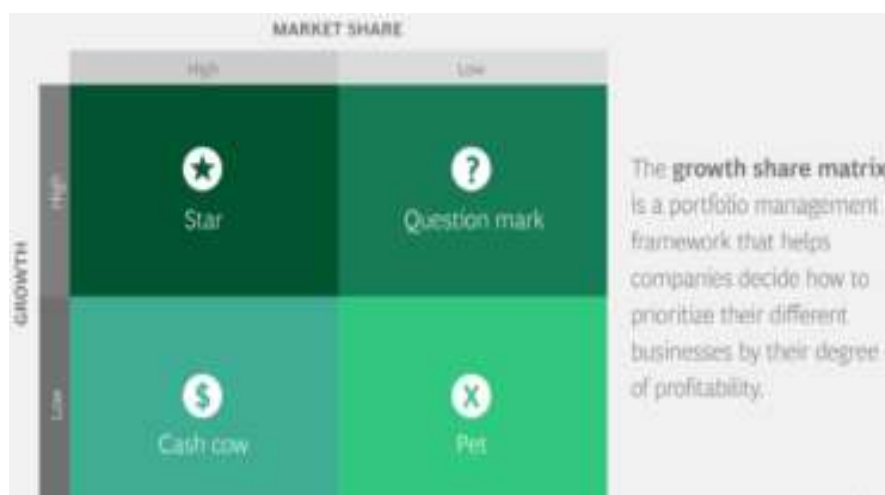 MARKET SHARE
High Low
High
GROWTH
Low
★
Star
?
Question mark
$
Cash cow
X
Pet
The growth share matrix
is a portfolio management
framework that helps
companies decide how to
prioritize their different
businesses by their degree
of profitability.